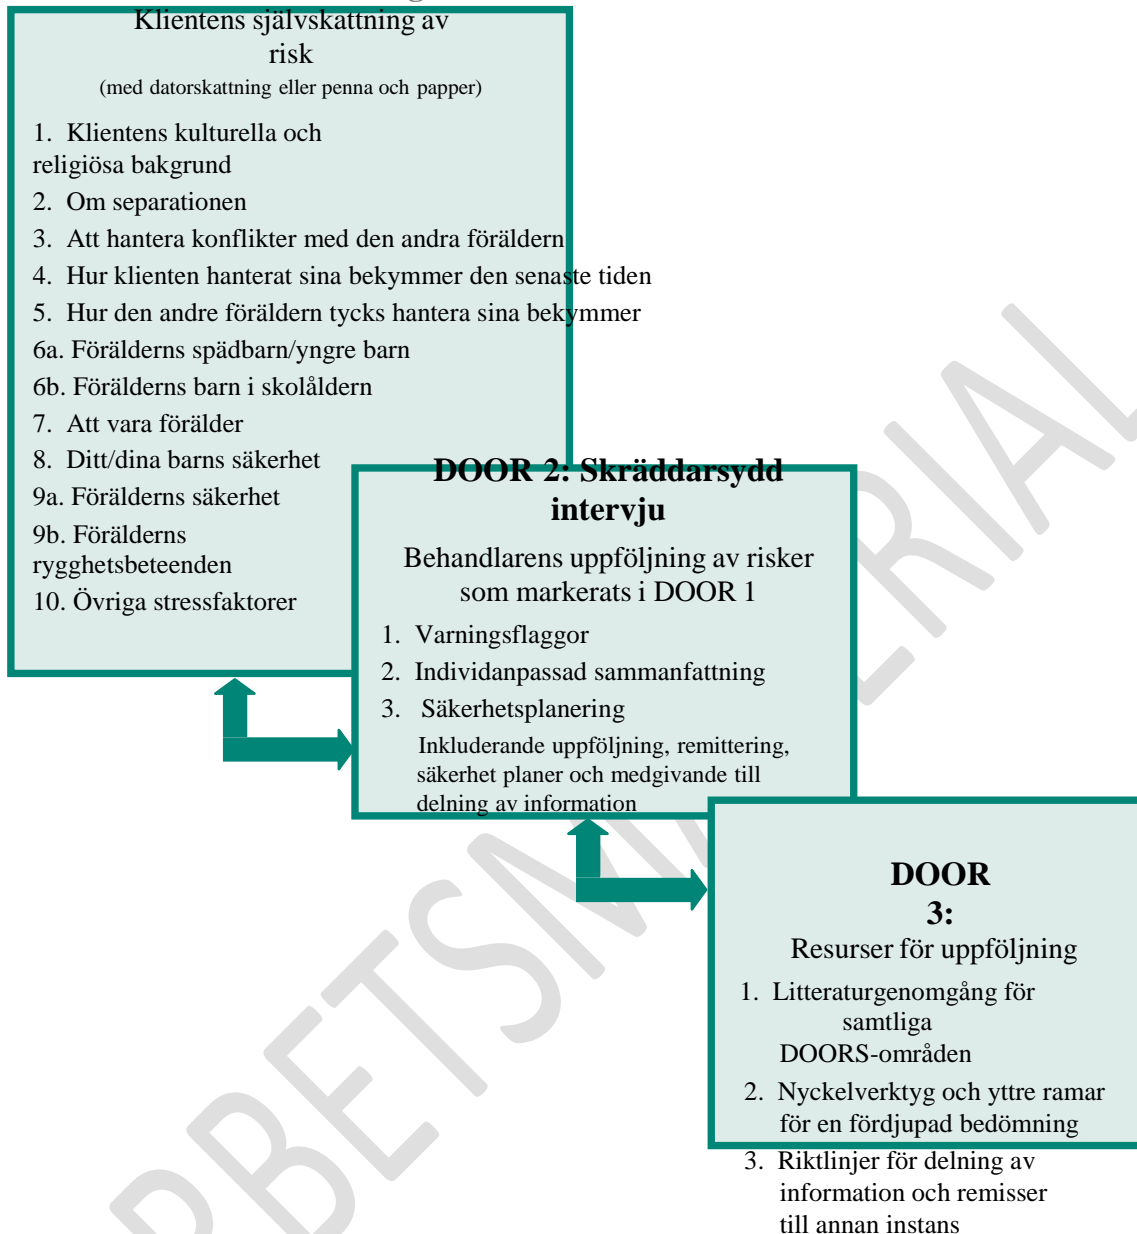 Klientens självskattning av
risk
(med datorskattning eller penna och papper)
1. Klientens kulturella och
religiösa bakgrund
2. Om separationen
3. Att hantera konflikter med den andra föräldern
4. Hur klienten hanterat sina bekymmer den senaste tiden
5. Hur den andre föräldern tycks hantera sina bekymmer
6a. Förälderns spädbarn/yngre barn
6b. Förälderns barn i skolåldern
7. Att vara förälder
8. Ditt/dina barns säkerhet
9a. Förälderns säkerhet
9b. Förälderns
rygghetsbeteenden
10. Övriga stressfaktorer
DOOR 2: Skräddarsydd
intervju
Behandlarens uppföljning av risker
som markerats i DOOR 1
1. Varningsflaggor
2. Individanpassad sammanfattning
3. Säkerhetsplanering
Inkluderande uppföljning, remittering,
säkerhet planer och medgivande till
delning av information
DOOR
3:
Resurser för uppföljning
1. Litteraturgenomgång för
samtliga
DOORS-områden
2. Nyckelverktyg och yttre ramar
för en fördjupad bedömning
3. Riktlinjer för delning av
information och remisser
till annan instans